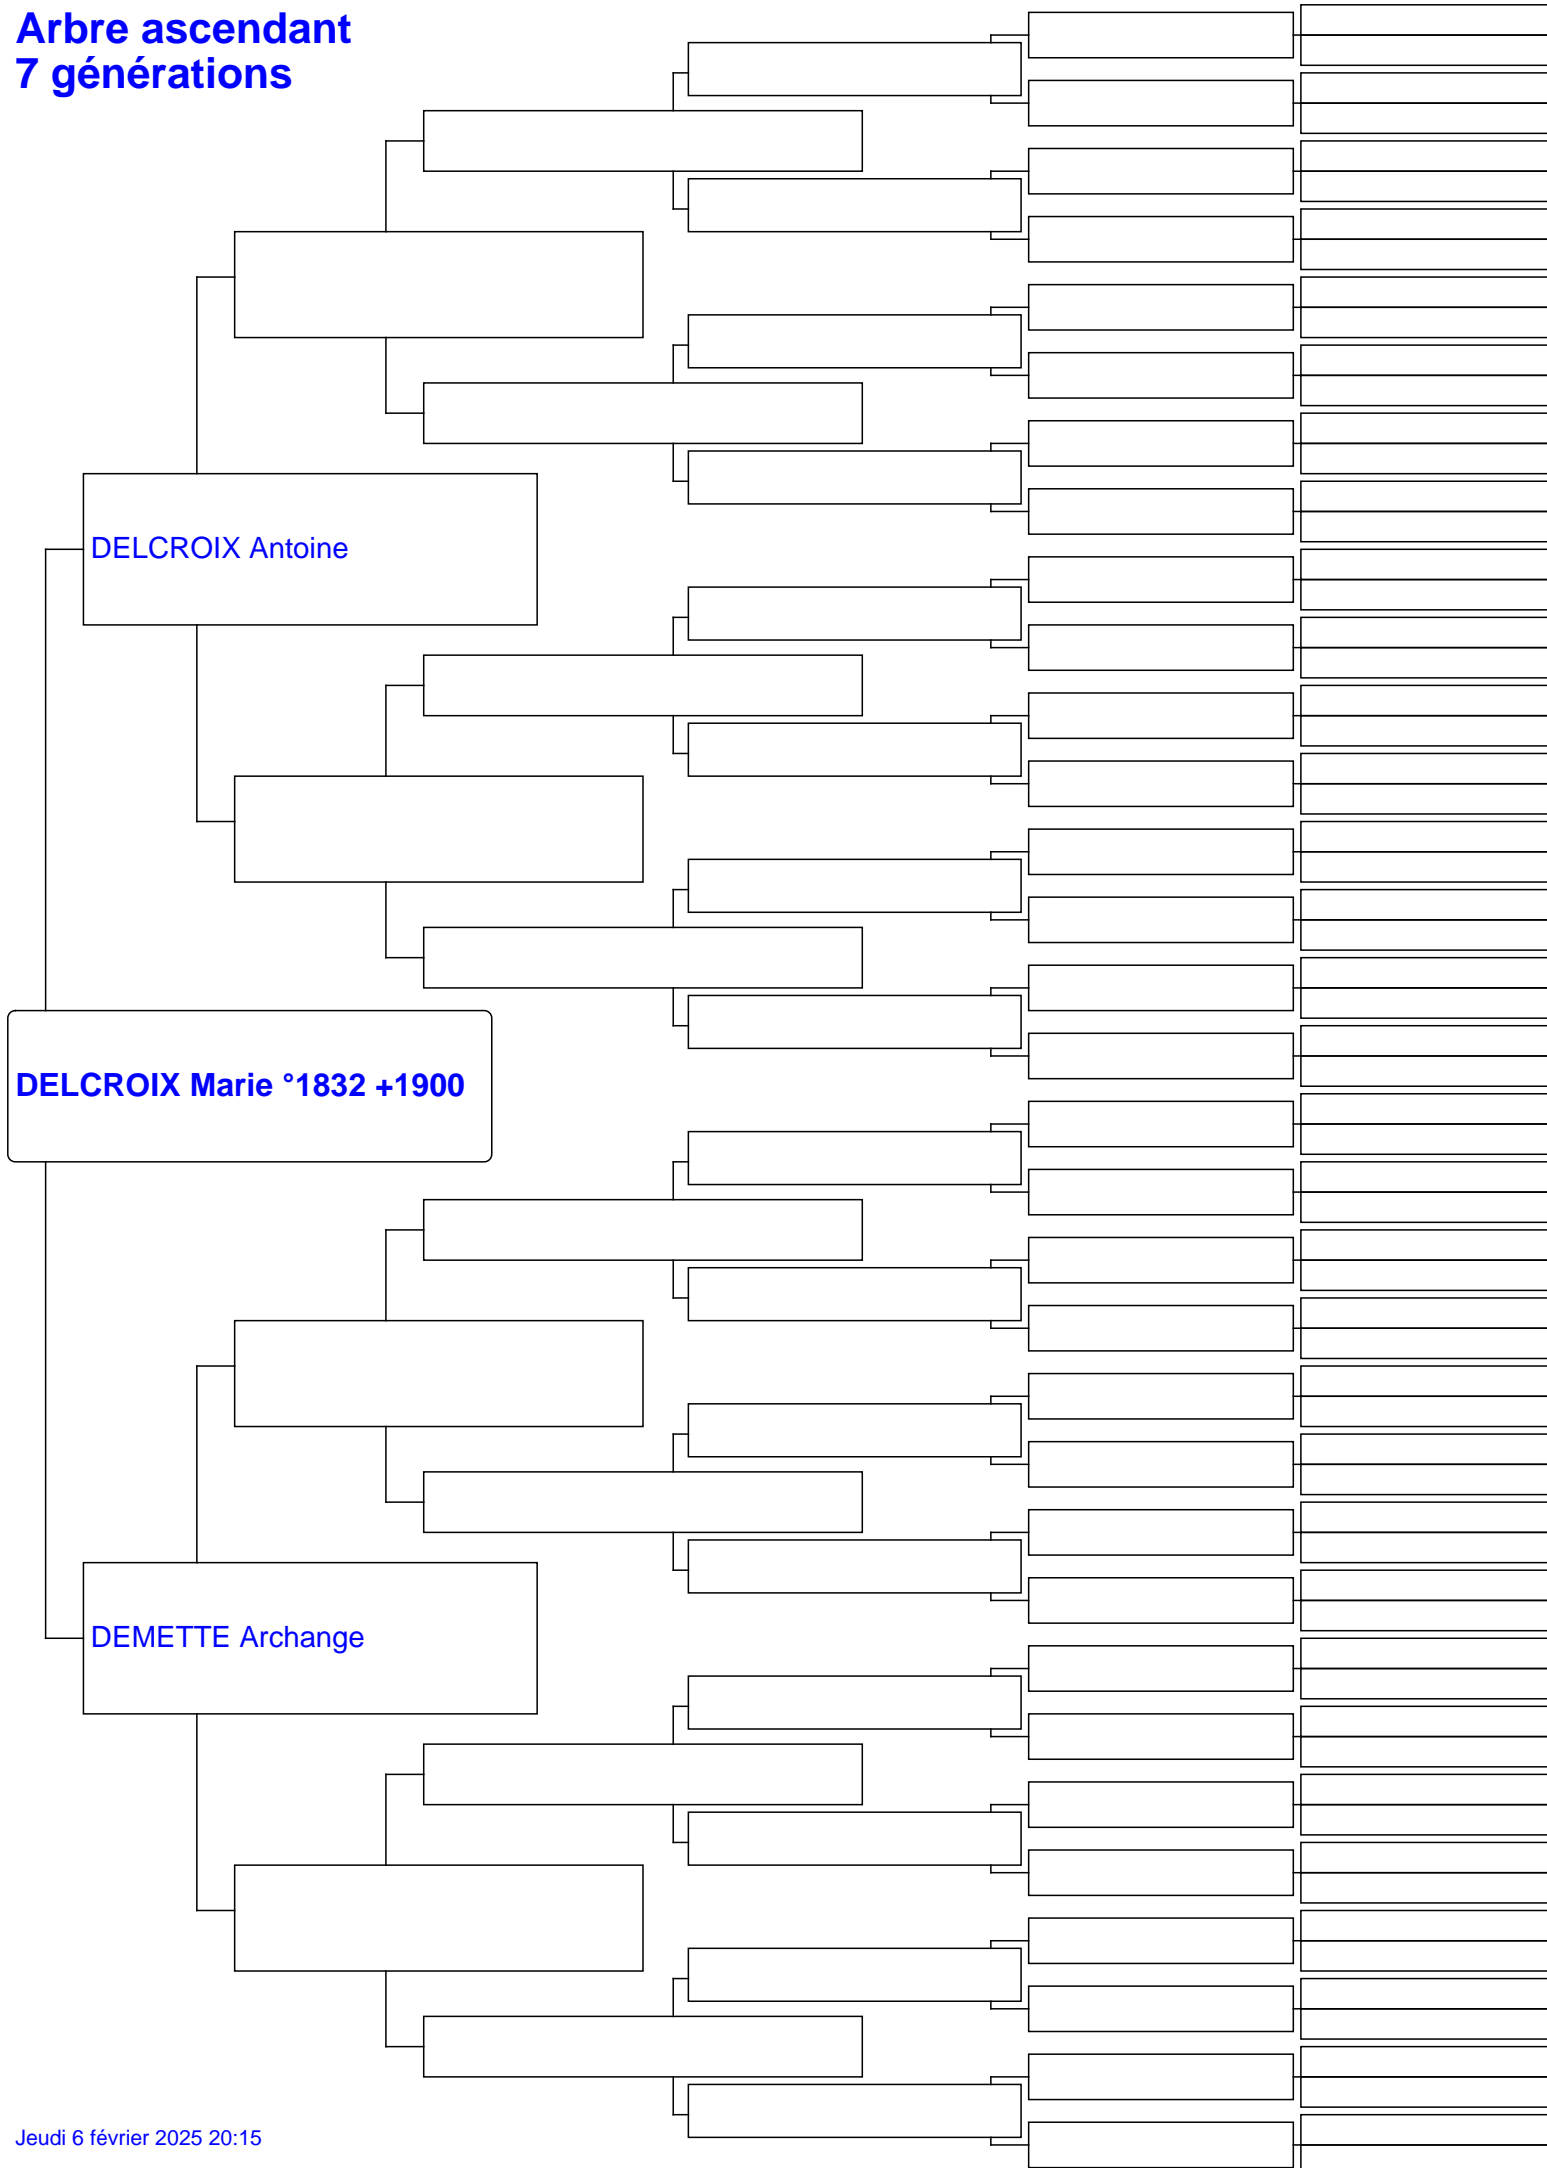 Arbre ascendant
7 générations
DELCROIX Antoine
DELCROIX Marie °1832 +1900
DEMETTE Archange
Jeudi 6 février 2025 20:15